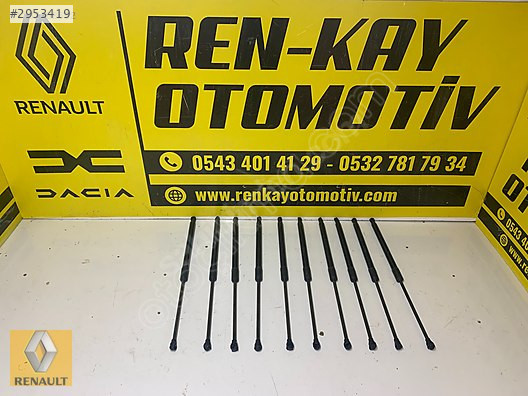 #2953419
REN-KAY
OTOMOTİV
RENAULT
DACIA
0543 401 41 29 - 0532 781 79 34
www.renkayotomotiv.com
RENAULT